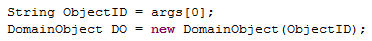 String ObjectID = args[0];
DomainObject DO = new DomainObject(ObjectID);